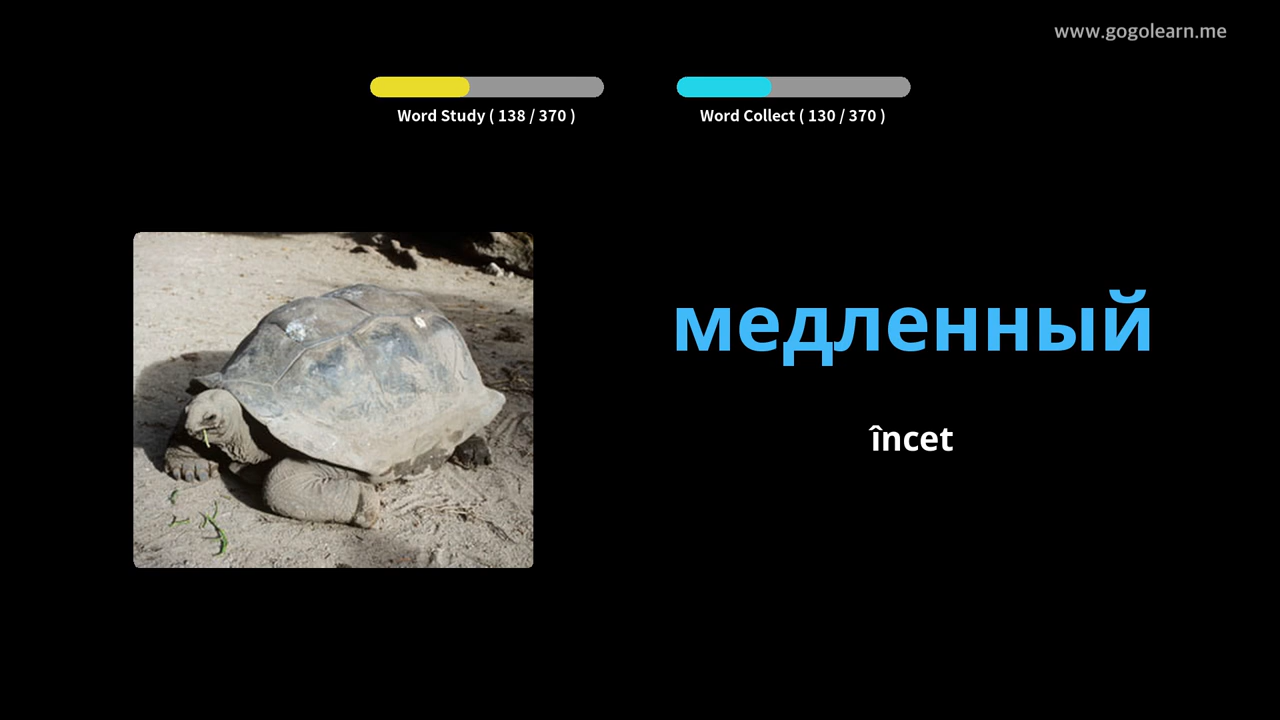 www.gogolearn.me
Word Study ( 138 / 370 )
Word Collect ( 130 / 370 )
медленный
încet